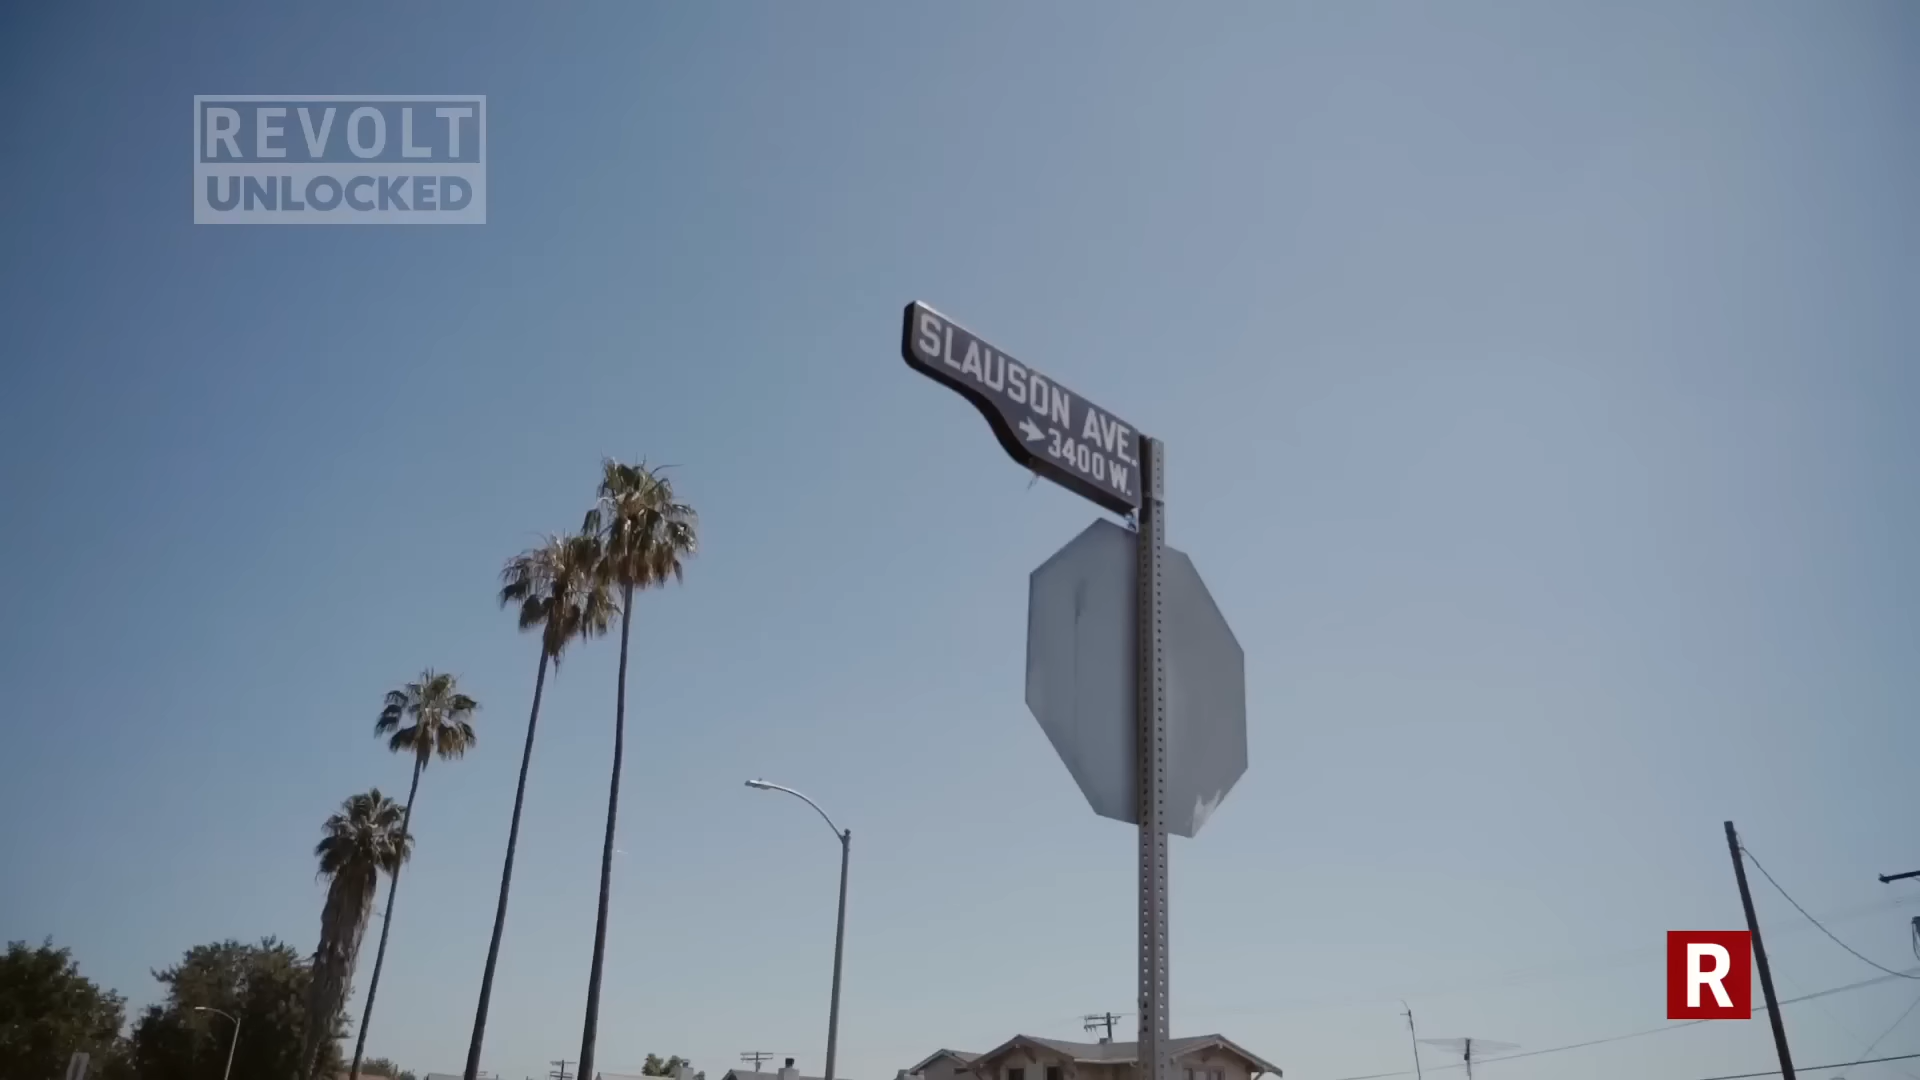 REVOLT
UNLOCKED
SLAUSON AVE.
→3400 W.
R